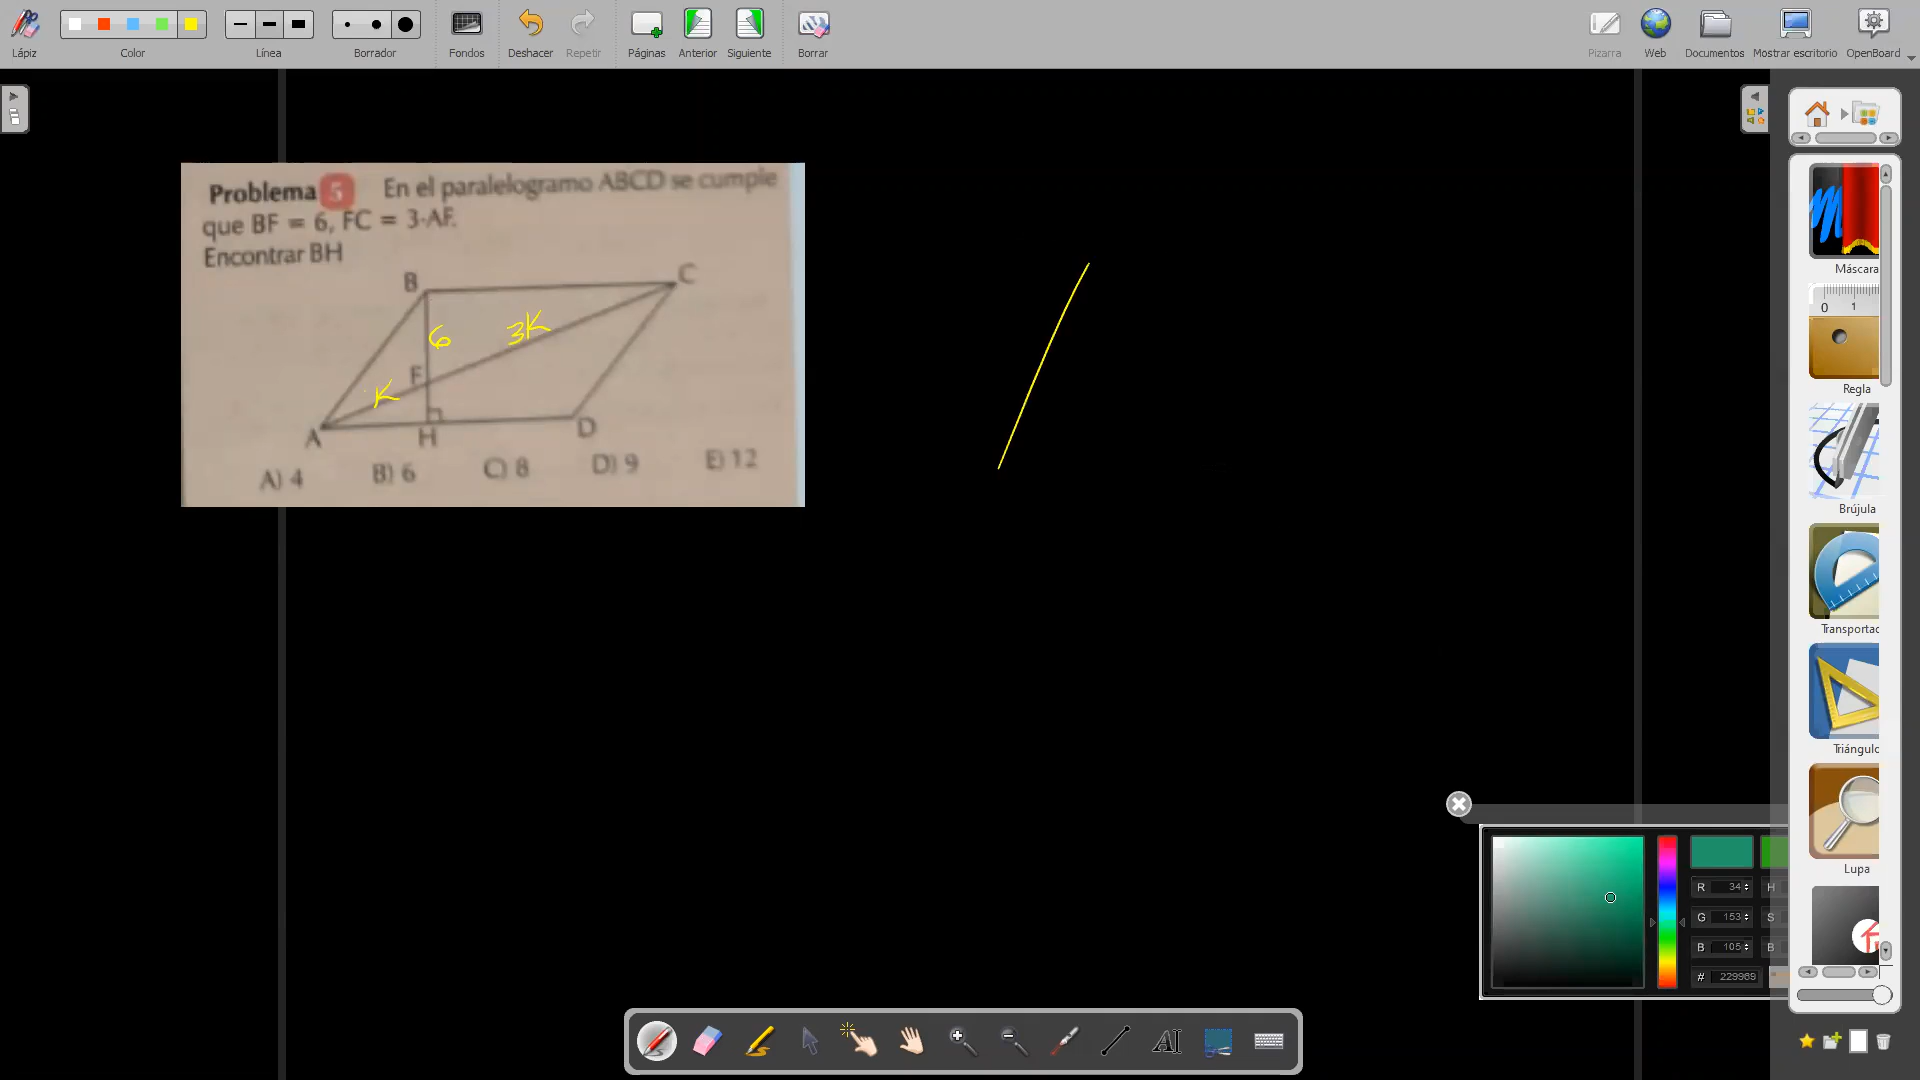 Lápiz
Color
Línea
Borrador
Fondos
Deshacer
Repetir
Páginas
Anterior
Siguiente
Borrar
Pizarra
Web
Documentos
Mostrar escritorio
OpenBoard
Problema 5 En el paralelogramo ABCD se cumple
que BF = 6, FC = 3·AF.
Encontrar BH
B
C
6
3K
F
K
A
H
D
A) 4 B) 6 C) 8 D) 9 E) 12
Máscara
0 1
Regla
Brújula
Transportad
Triángulo
Lupa
R 34 H
G 153 S
B 105 B
# 229969
AI